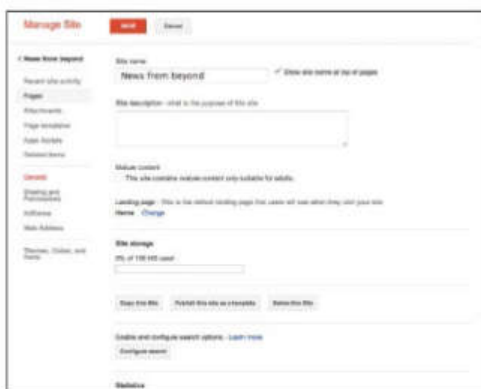 Manage Site
Cancel
News from beyond
Recent site activity
Pages
Attachments
Page templates
Apps Scripts
Deleted items
General
Sharing and Permissions
AdSense
Web Address
Themes, Colors, and Fonts
Site name
News from beyond
Show site name at top of pages
Site description - what is the purpose of this site
Mature content
This site contains mature content only suitable for adults.
Landing page - This is the default landing page that users will see when they visit your site
Home Change
Site storage
0% of 100 MB used
Copy this Site Publish this site as a template Delete this Site
Enable and configure search options - Learn more
Configure search
Statistics